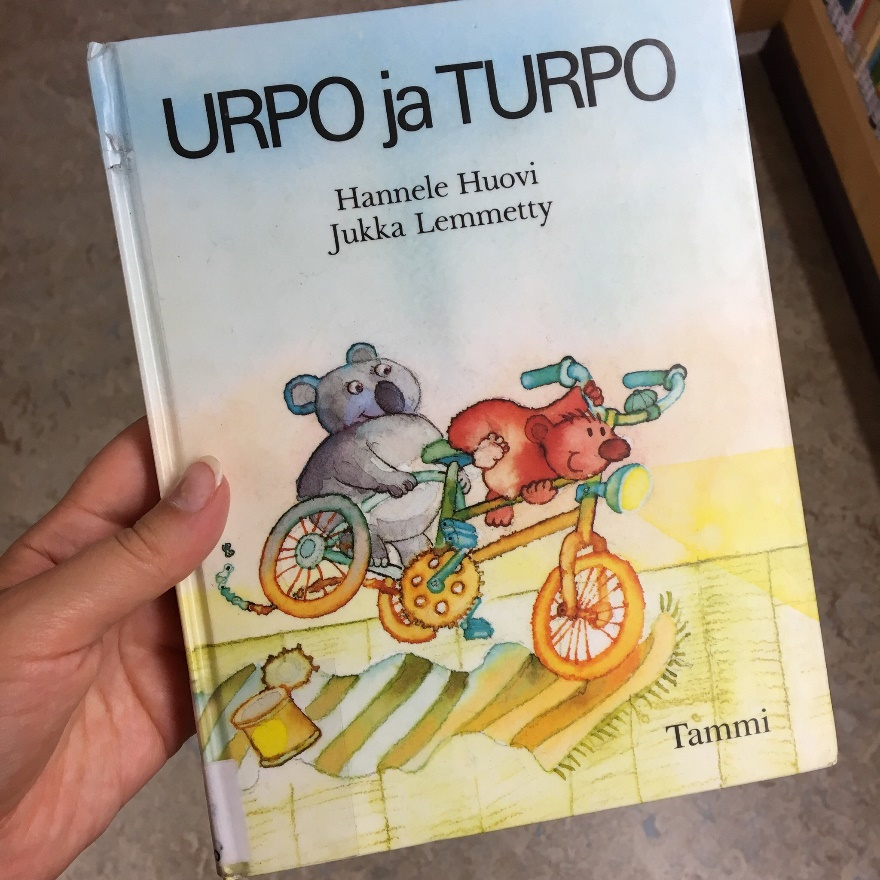 URPO ja TURPO
Hannele Huovi
Jukka Lemmetty
Tammi